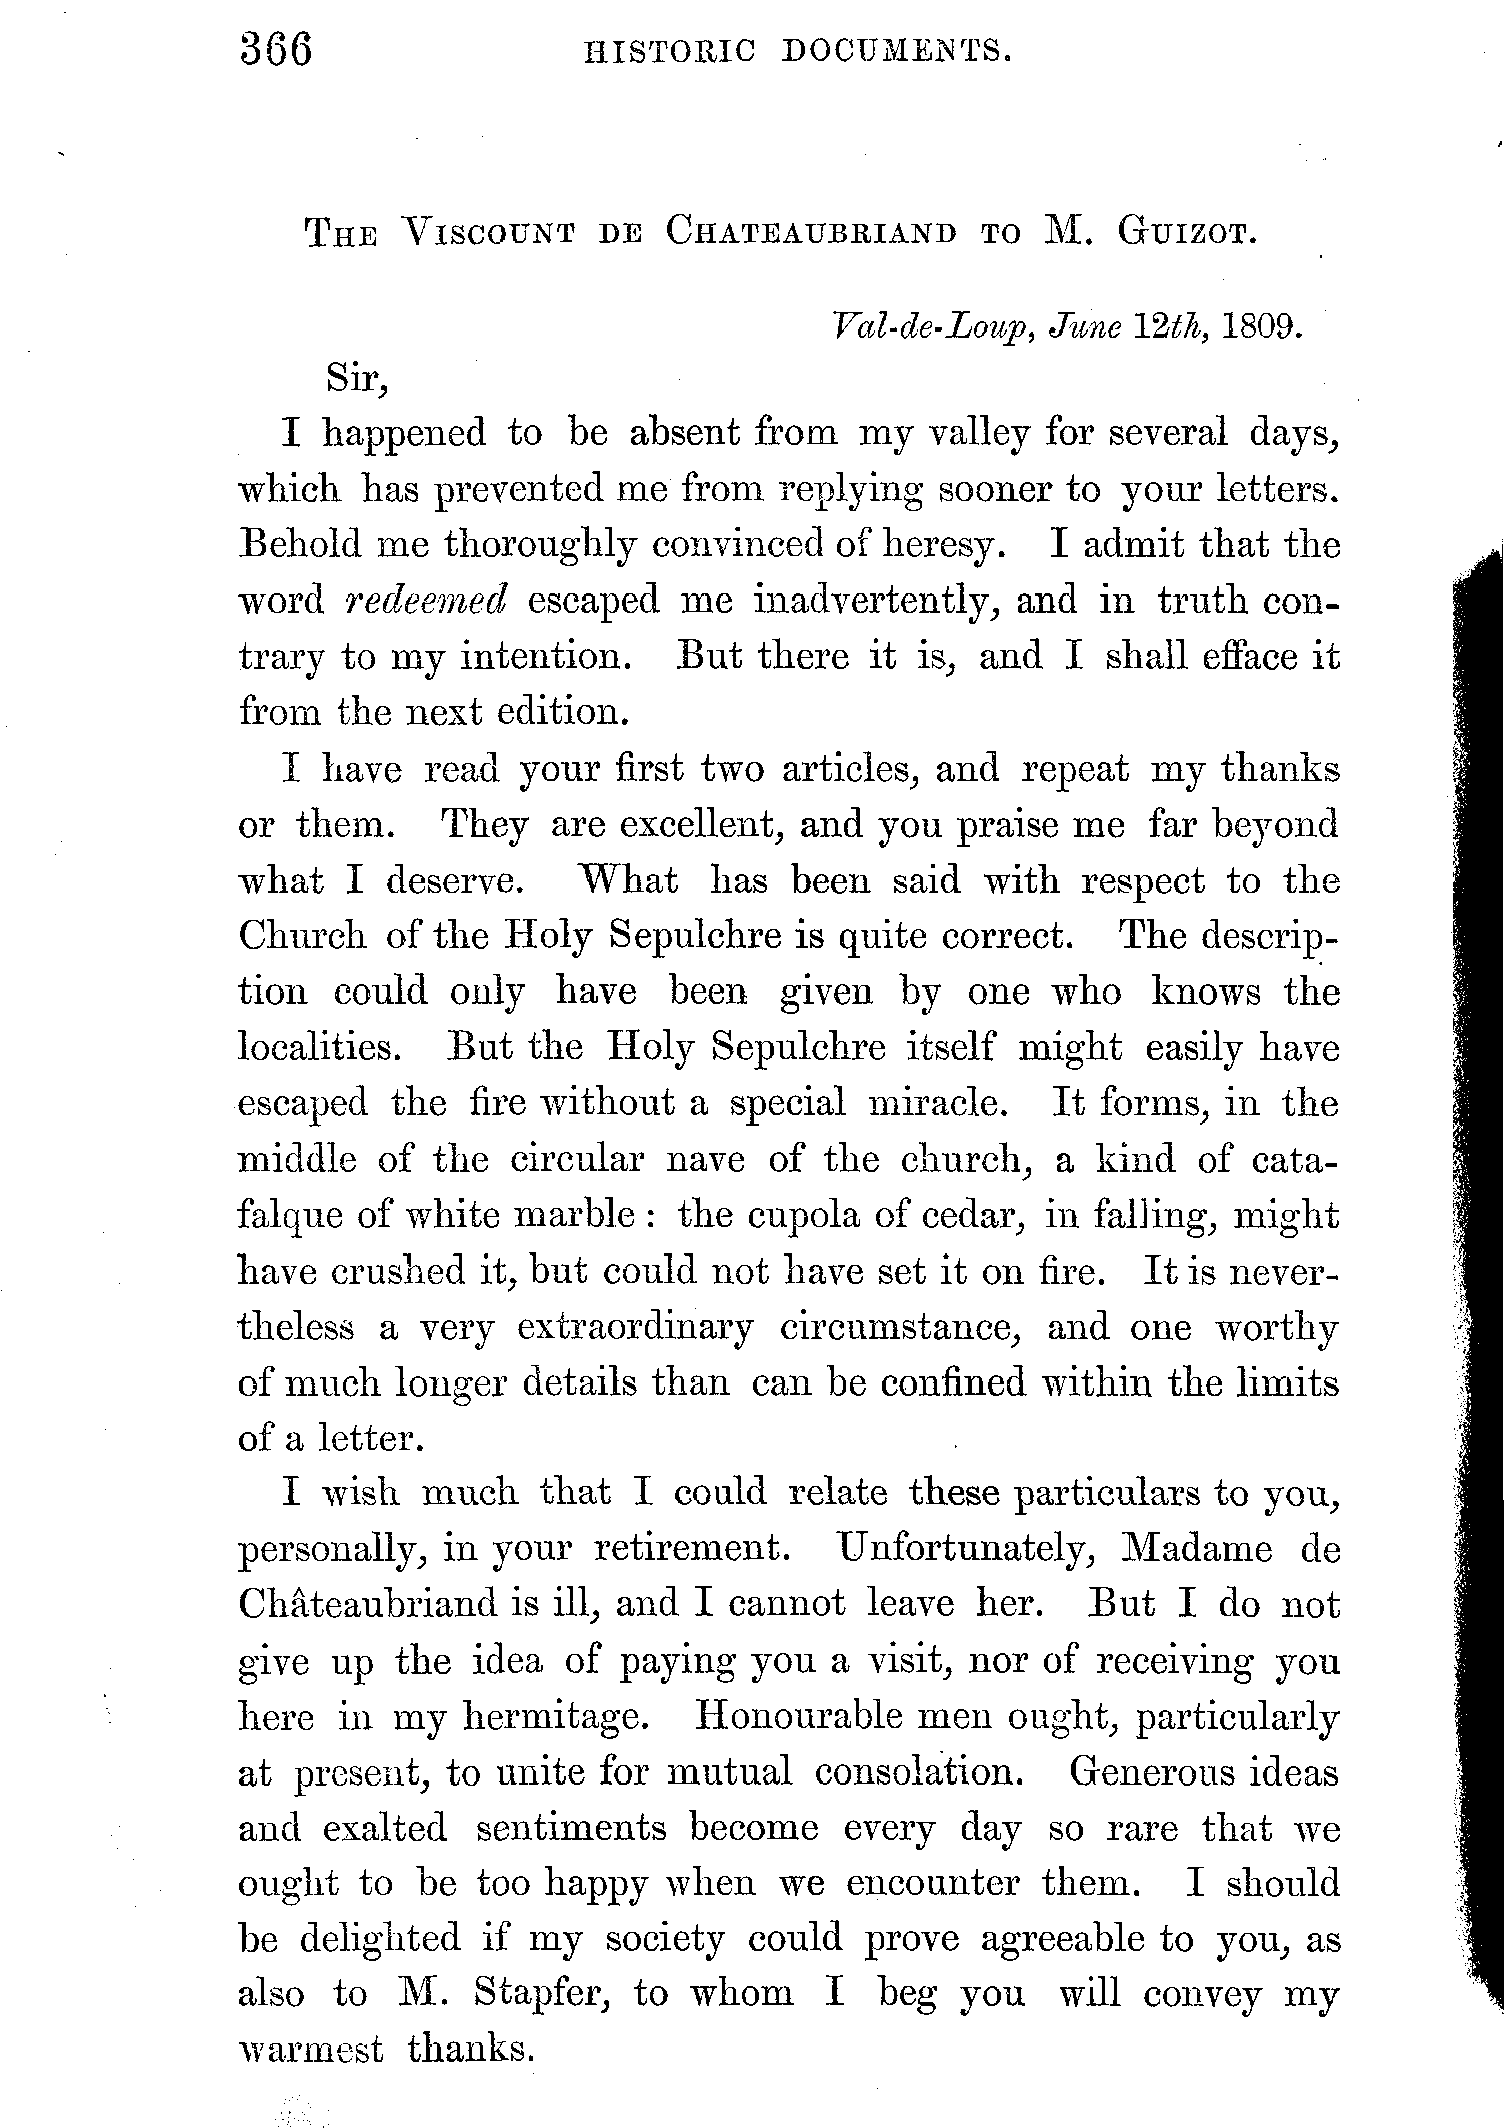 366 HISTORIC DOCUMENTS.
THE VISCOUNT DE CHATEAUBRIAND TO M. GUIZOT.
Val-de-Loup, June 12th, 1809.
Sir,
I happened to be absent from my valley for several days,
which has prevented me from replying sooner to your letters.
Behold me thoroughly convinced of heresy. I admit that the
word redeemed escaped me inadvertently, and in truth con-
trary to my intention. But there it is, and I shall efface it
from the next edition.
I have read your first two articles, and repeat my thanks
or them. They are excellent, and you praise me far beyond
what I deserve. What has been said with respect to the
Church of the Holy Sepulchre is quite correct. The descrip-
tion could only have been given by one who knows the
localities. But the Holy Sepulchre itself might easily have
escaped the fire without a special miracle. It forms, in the
middle of the circular nave of the church, a kind of cata-
falque of white marble : the cupola of cedar, in falling, might
have crushed it, but could not have set it on fire. It is never-
theless a very extraordinary circumstance, and one worthy
of much longer details than can be confined within the limits
of a letter.
I wish much that I could relate these particulars to you,
personally, in your retirement. Unfortunately, Madame de
Châteaubriand is ill, and I cannot leave her. But I do not
give up the idea of paying you a visit, nor of receiving you
here in my hermitage. Honourable men ought, particularly
at present, to unite for mutual consolation. Generous ideas
and exalted sentiments become every day so rare that we
ought to be too happy when we encounter them. I should
be delighted if my society could prove agreeable to you, as
also to M. Stapfer, to whom I beg you will convey my
warmest thanks.